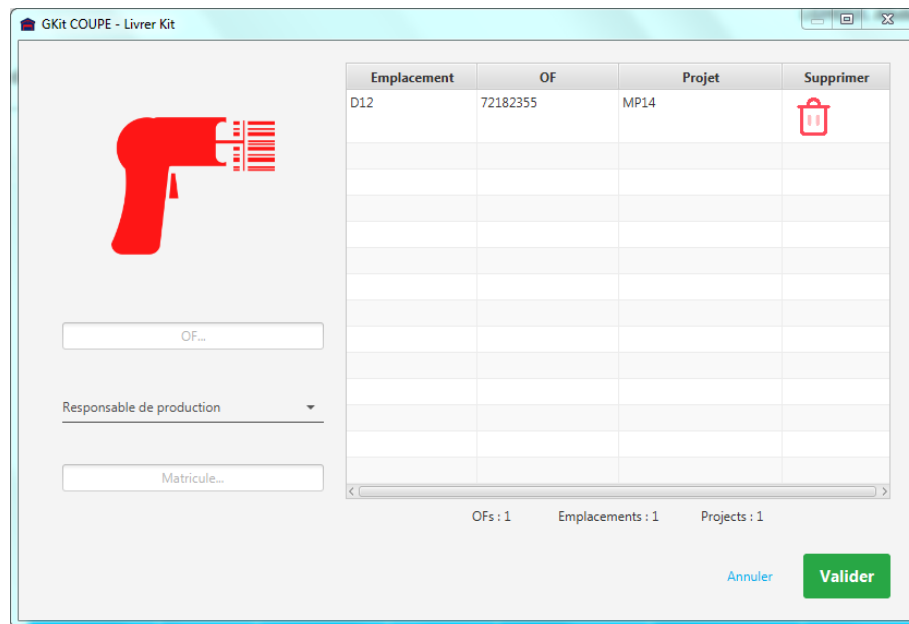 GKit COUPE - Livrer Kit
Emplacement OF Projet Supprimer
D12 72182355 MP14
OF...
Responsable de production
Matricule...
OFs : 1 Emplacements : 1 Projects : 1
Annuler Valider